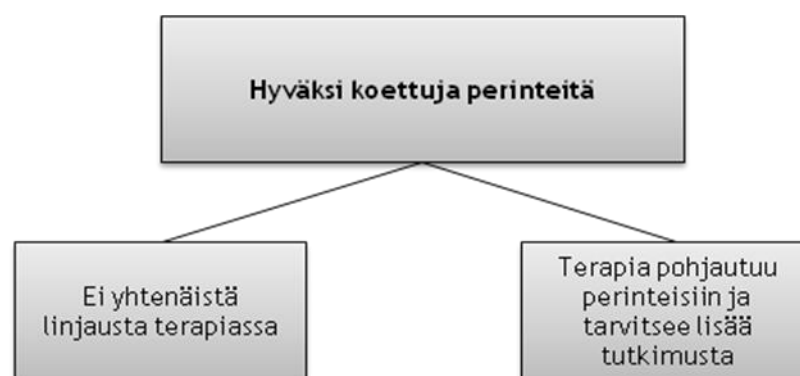 Hyväksi koettuja perinteitä
Ei yhtenäistä
linjausta terapiassa
Terapia pohjautuu
perinteisiin ja
tarvitsee lisää
tutkimusta